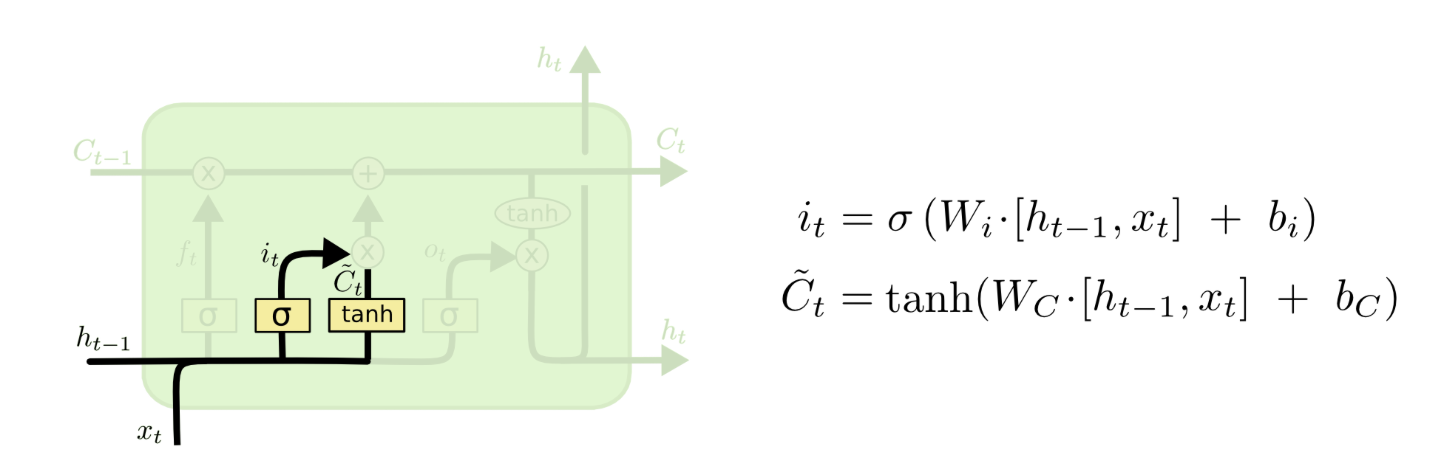 h_t
C_{t−1}
C_t
x
+
tanh
f_t
i_t
x
o_t
x
C̃_t
σ
σ
tanh
σ
h_{t−1}
h_t
x_t
i_t = σ (W_i·[h_{t−1}, x_t] + b_i)
C̃_t = tanh(W_C·[h_{t−1}, x_t] + b_C)